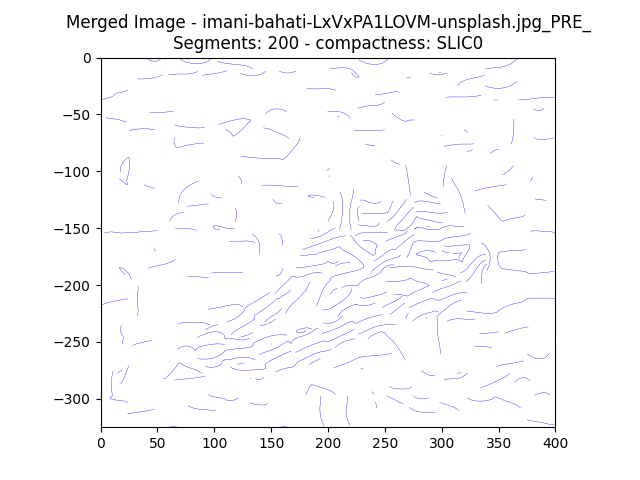 Merged Image - imani-bahati-LxVxPA1LOVM-unsplash.jpg_PRE_
Segments: 200 - compactness: SLIC0
0
−50
−100
−150
−200
−250
−300
0 50 100 150 200 250 300 350 400